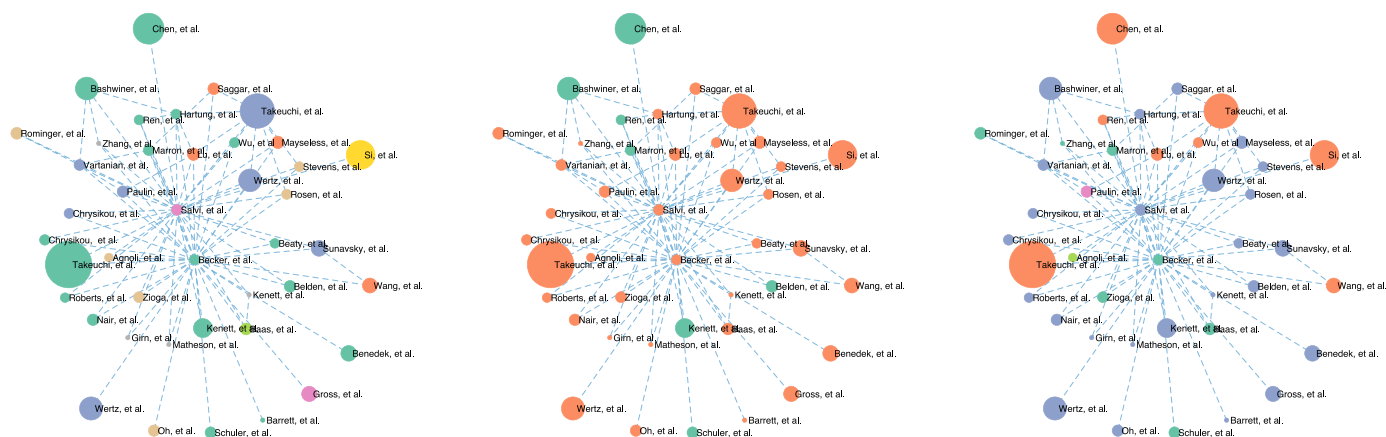 Chen, et al.
Bashwiner, et al.
Saggar, et al.
Hartung, et al.
Takeuchi, et al.
Ren, et al.
Rominger, et al.
Zhang, et al.
Marron, et al.
Lu, et al.
Wu, et al.
Mayseless, et al.
Si, et al.
Vartanian, et al.
Stevens, et al.
Wertz, et al.
Paulin, et al.
Rosen, et al.
Chrysikou, et al.
Salvi, et al.
Chrysikou, et al.
Beaty, et al.
Sunavsky, et al.
Takeuchi, et al.
Agnoli, et al.
Becker, et al.
Belden, et al.
Wang, et al.
Roberts, et al.
Zioga, et al.
Kenett, et al.
Nair, et al.
Kenett, et al.
Haas, et al.
Girn, et al.
Matheson, et al.
Benedek, et al.
Gross, et al.
Wertz, et al.
Barrett, et al.
Oh, et al.
Schuler, et al.
Chen, et al.
Bashwiner, et al.
Saggar, et al.
Hartung, et al.
Takeuchi, et al.
Ren, et al.
Rominger, et al.
Zhang, et al.
Marron, et al.
Lu, et al.
Wu, et al.
Mayseless, et al.
Si, et al.
Vartanian, et al.
Stevens, et al.
Wertz, et al.
Paulin, et al.
Rosen, et al.
Chrysikou, et al.
Salvi, et al.
Chrysikou, et al.
Beaty, et al.
Sunavsky, et al.
Takeuchi, et al.
Agnoli, et al.
Becker, et al.
Belden, et al.
Wang, et al.
Roberts, et al.
Zioga, et al.
Kenett, et al.
Nair, et al.
Kenett, et al.
Haas, et al.
Girn, et al.
Matheson, et al.
Benedek, et al.
Gross, et al.
Wertz, et al.
Barrett, et al.
Oh, et al.
Schuler, et al.
Chen, et al.
Bashwiner, et al.
Saggar, et al.
Hartung, et al.
Takeuchi, et al.
Ren, et al.
Rominger, et al.
Zhang, et al.
Marron, et al.
Lu, et al.
Wu, et al.
Mayseless, et al.
Si, et al.
Vartanian, et al.
Stevens, et al.
Wertz, et al.
Paulin, et al.
Rosen, et al.
Chrysikou, et al.
Salvi, et al.
Chrysikou, et al.
Beaty, et al.
Sunavsky, et al.
Takeuchi, et al.
Agnoli, et al.
Becker, et al.
Belden, et al.
Wang, et al.
Roberts, et al.
Zioga, et al.
Kenett, et al.
Nair, et al.
Kenett, et al.
Haas, et al.
Girn, et al.
Matheson, et al.
Benedek, et al.
Gross, et al.
Wertz, et al.
Barrett, et al.
Oh, et al.
Schuler, et al.